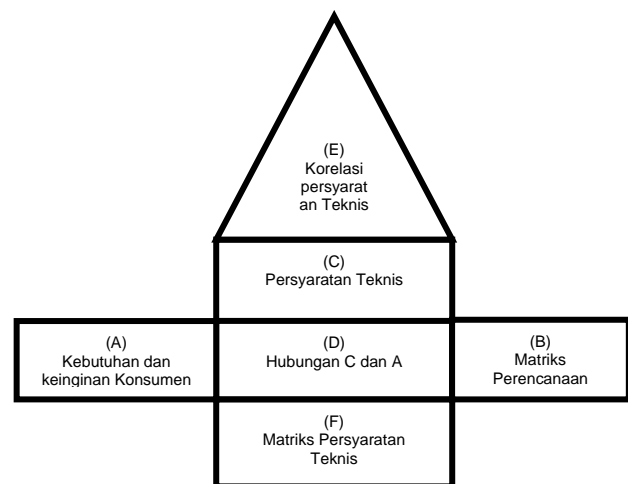 (E)
Korelasi
persyarat
an Teknis
(C)
Persyaratan Teknis
(A)
Kebutuhan dan
keinginan Konsumen
(D)
Hubungan C dan A
(B)
Matriks
Perencanaan
(F)
Matriks Persyaratan
Teknis